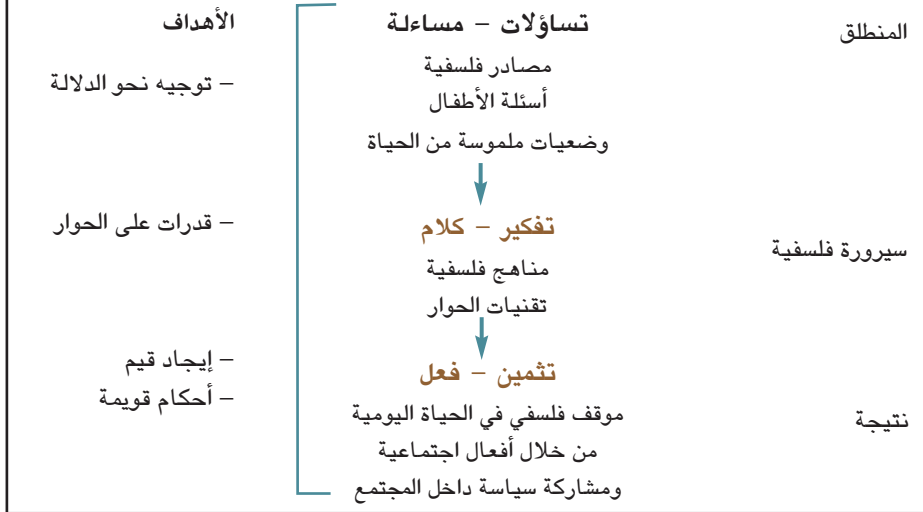 المنطلق
تساؤلات – مساءلة
مصادر فلسفية
أسئلة الأطفال
وضعيات ملموسة من الحياة
سيرورة فلسفية
تفكير – كلام
مناهج فلسفية
تقنيات الحوار
نتيجة
تثمين – فعل
موقف فلسفي في الحياة اليومية
من خلال أفعال اجتماعية
ومشاركة سياسة داخل المجتمع
الأهداف
– توجيه نحو الدلالة
– قدرات على الحوار
– إيجاد قيم
– أحكام قويمة